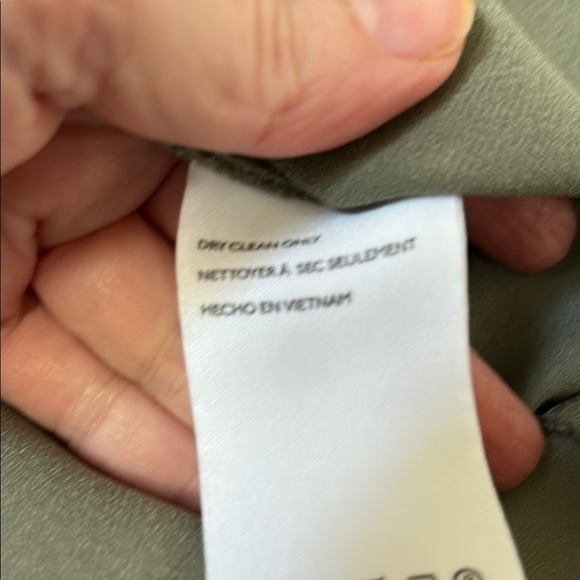 DRY CLEAN ONLY
NETTOYER À SEC SEULEMENT
HECHO EN VIETNAM